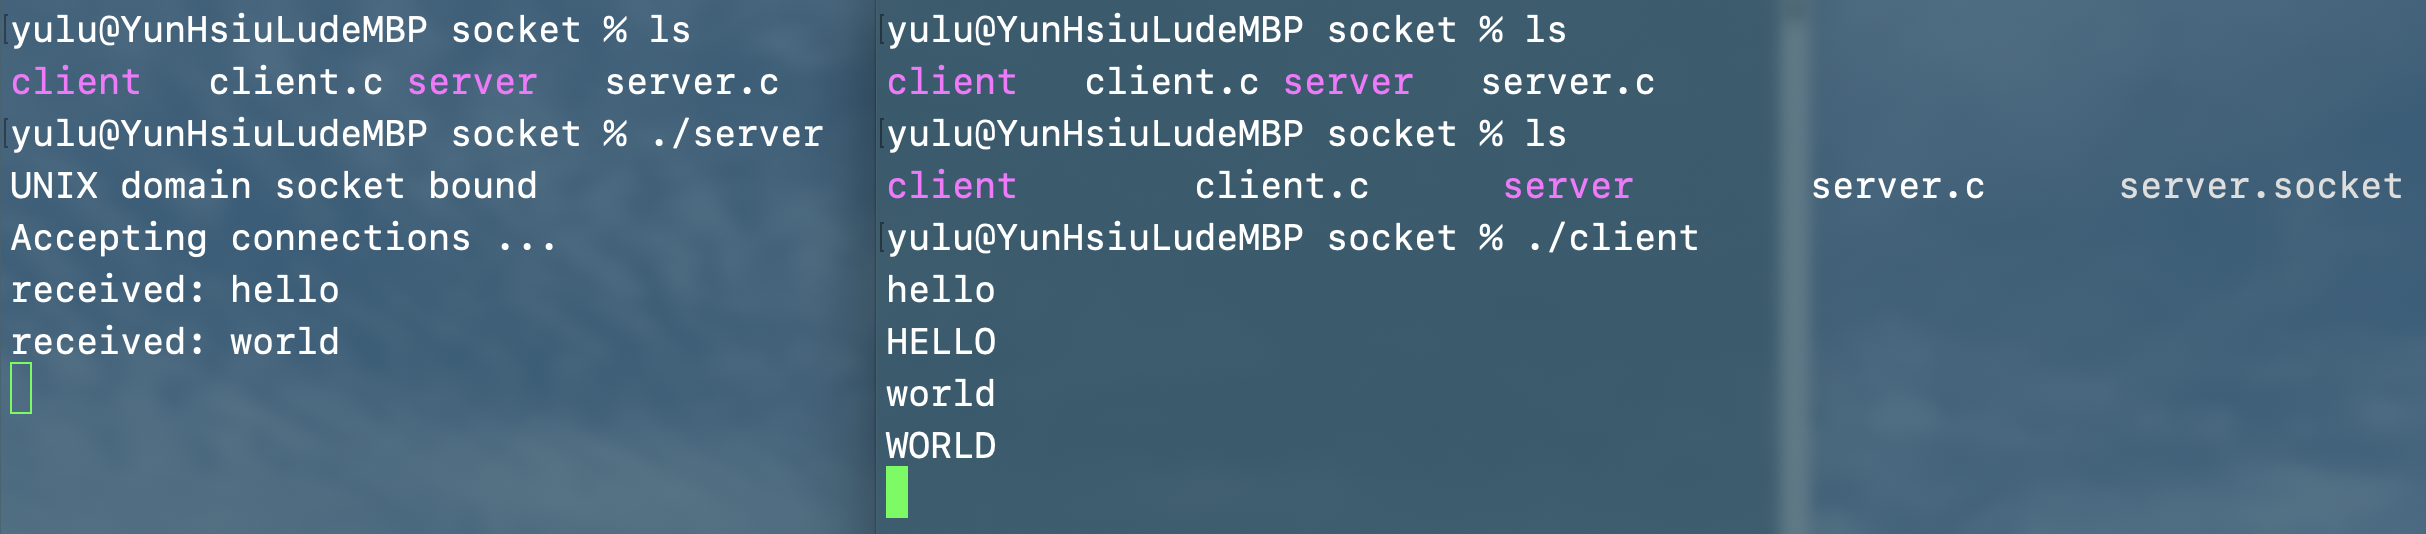 yulu@YunHsiuLudeMBP socket % ls
client client.c server server.c
yulu@YunHsiuLudeMBP socket % ./server
UNIX domain socket bound
Accepting connections ...
received: hello
received: world
yulu@YunHsiuLudeMBP socket % ls
client client.c server server.c
yulu@YunHsiuLudeMBP socket % ls
client client.c server server.c server.socket
yulu@YunHsiuLudeMBP socket % ./client
hello
HELLO
world
WORLD